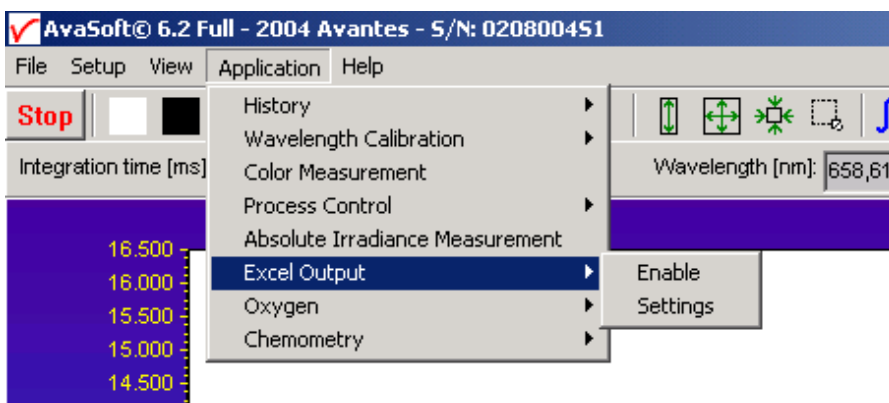 AvaSoft© 6.2 Full - 2004 Avantes - S/N: 0208004S1
File Setup View Application Help
Stop
History
Wavelength Calibration
Color Measurement
Process Control
Absolute Irradiance Measurement
Excel Output
Oxygen
Chemometry
Enable
Settings
Integration time [ms]
Wavelength [nm]: 658,61
16.500
16.000
15.500
15.000
14.500